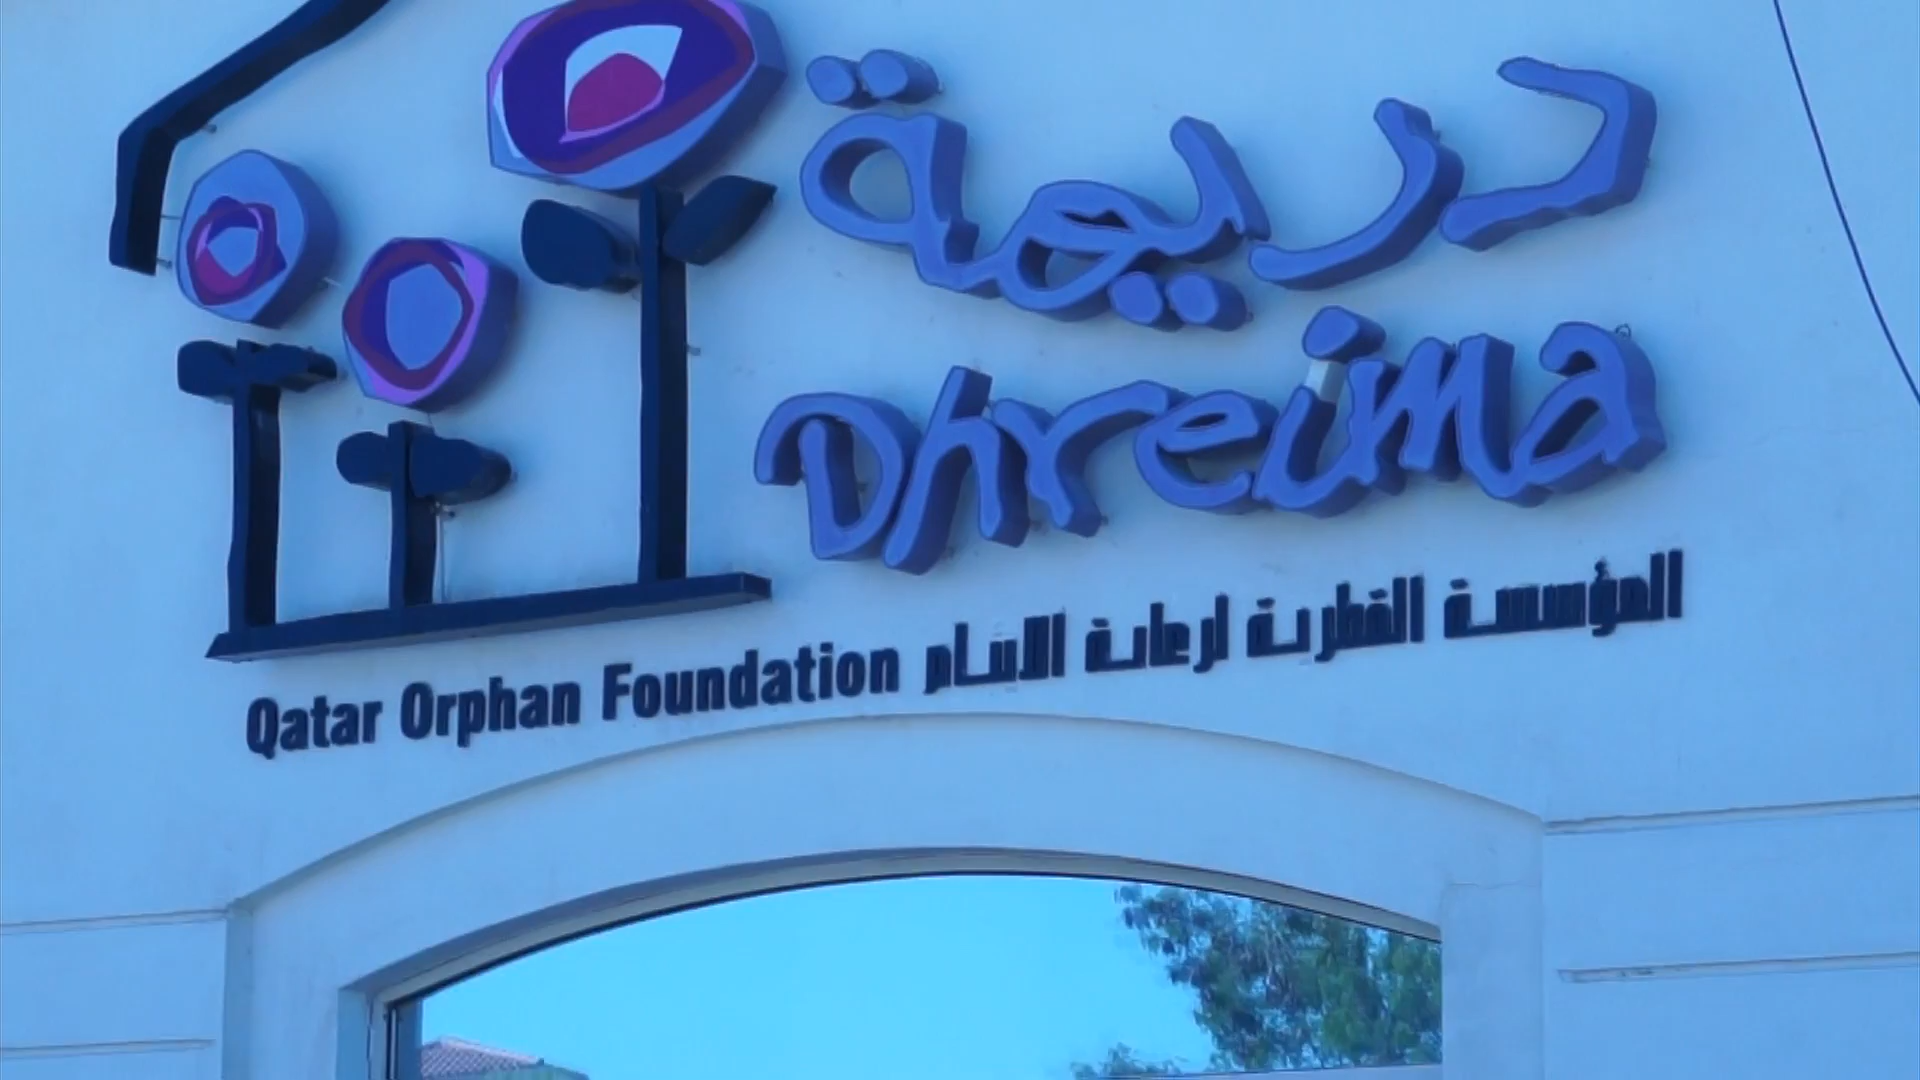 دريمة
Dhreima
Qatar Orphan Foundation المؤسسة القطرية لرعاية الأيتام